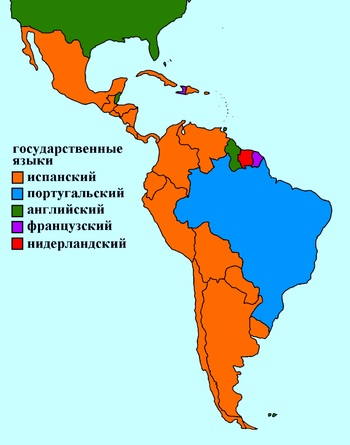 государственные
языки
испанский
португальский
английский
французский
нидерландский